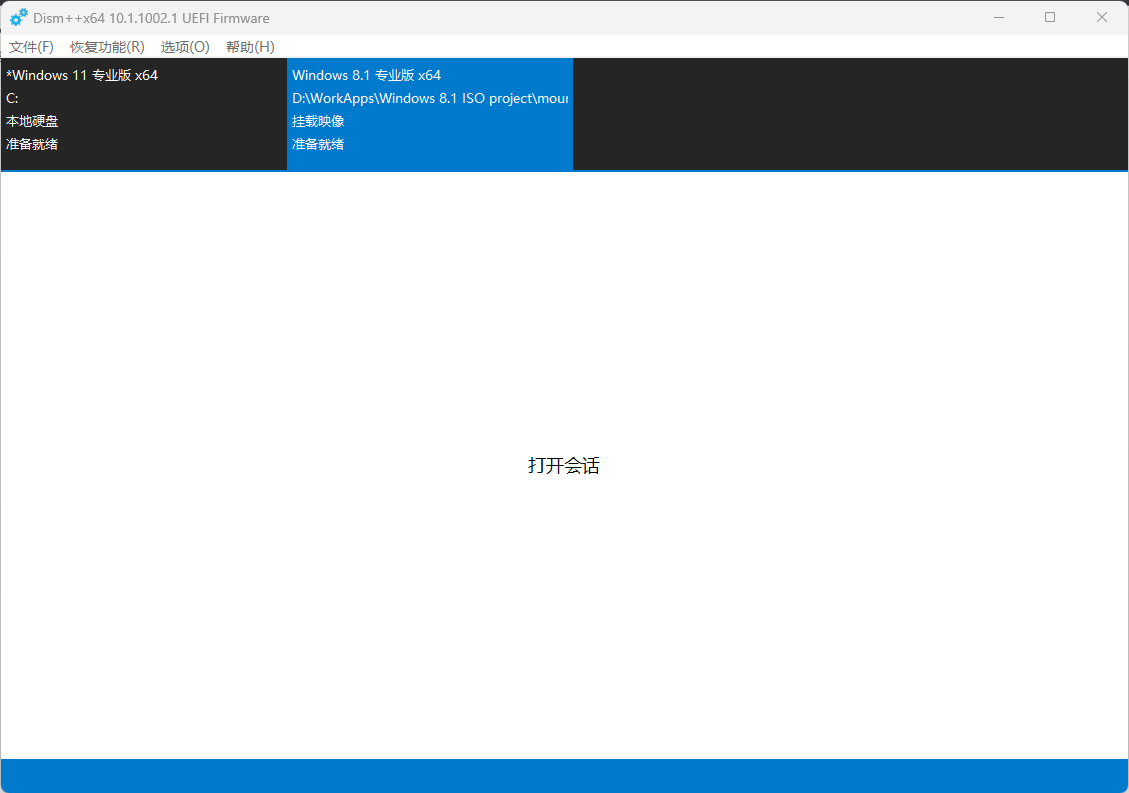 Dism++x64 10.1.1002.1 UEFI Firmware
文件(F) 恢复功能(R) 选项(O) 帮助(H)
*Windows 11 专业版 x64
C:
本地硬盘
准备就绪
Windows 8.1 专业版 x64
D:\WorkApps\Windows 8.1 ISO project\mour
挂载映像
准备就绪
打开会话